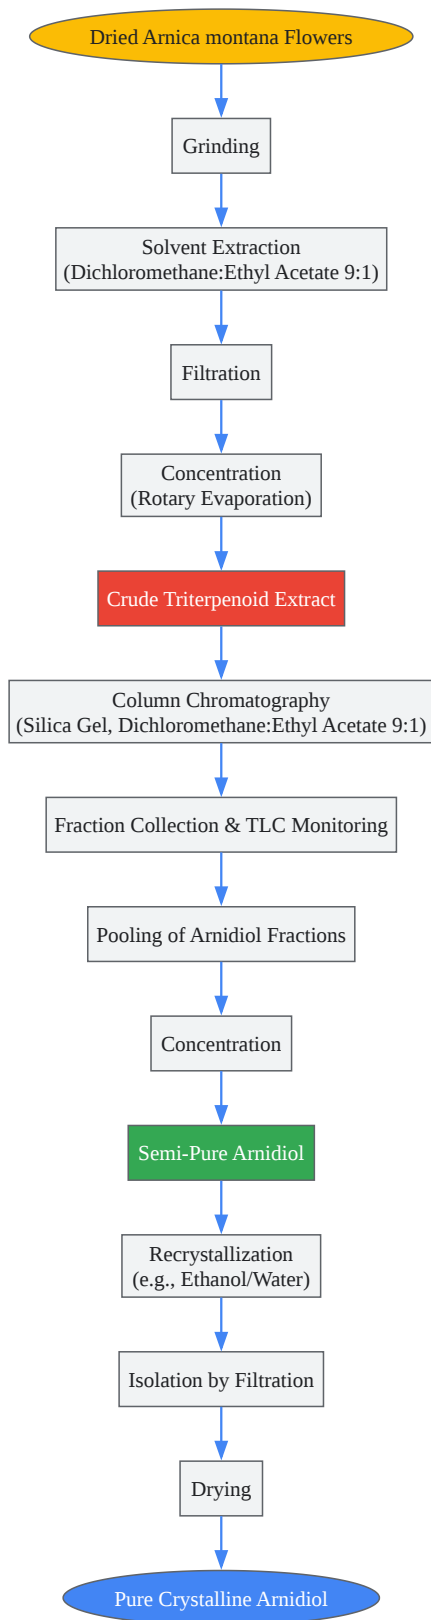 Dried Arnica montana Flowers
Grinding
Solvent Extraction
(Dichloromethane:Ethyl Acetate 9:1)
Filtration
Concentration
(Rotary Evaporation)
Crude Triterpenoid Extract
Column Chromatography
(Silica Gel, Dichloromethane:Ethyl Acetate 9:1)
Fraction Collection & TLC Monitoring
Pooling of Arnidiol Fractions
Concentration
Semi-Pure Arnidiol
Recrystallization
(e.g., Ethanol/Water)
Isolation by Filtration
Drying
Pure Crystalline Arnidiol